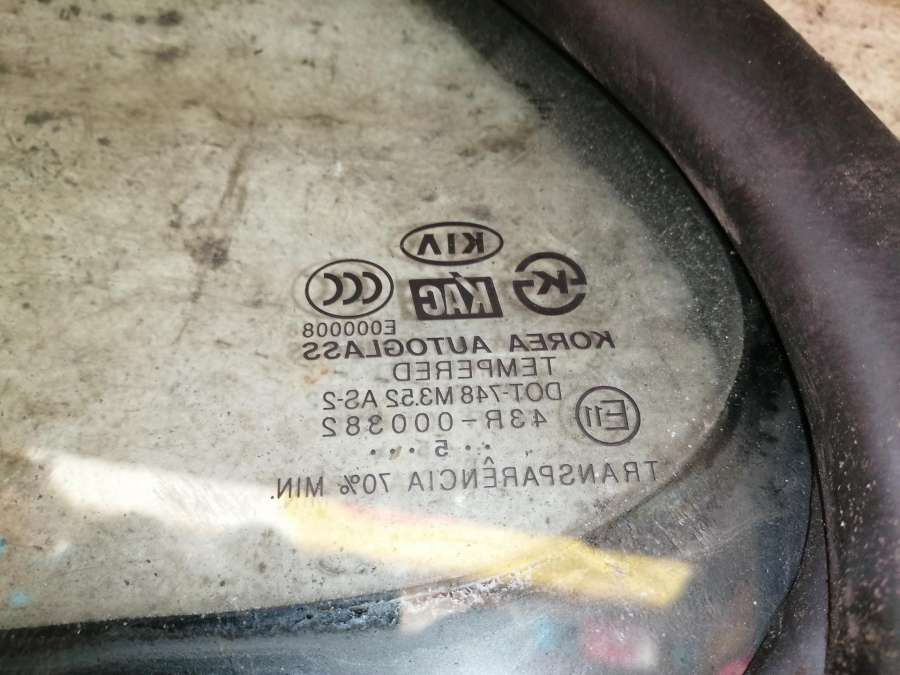 KIA
K
KAC
CCC
E000008
KOREA AUTOGLASS
TEMPERED
DOT-748 M3.52 AS-2
E11
43R-000382
.. 5 ...
TRANSPARÊNCIA 70% MIN.